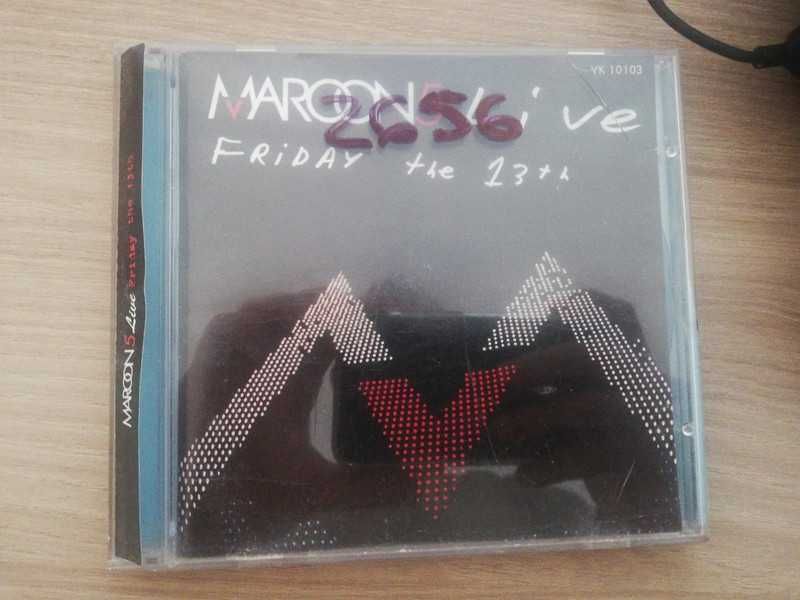 VK 10103
MAROON 5 Live
2656
FRiDAY the 13th
MAROON 5 Live Friday the 13th